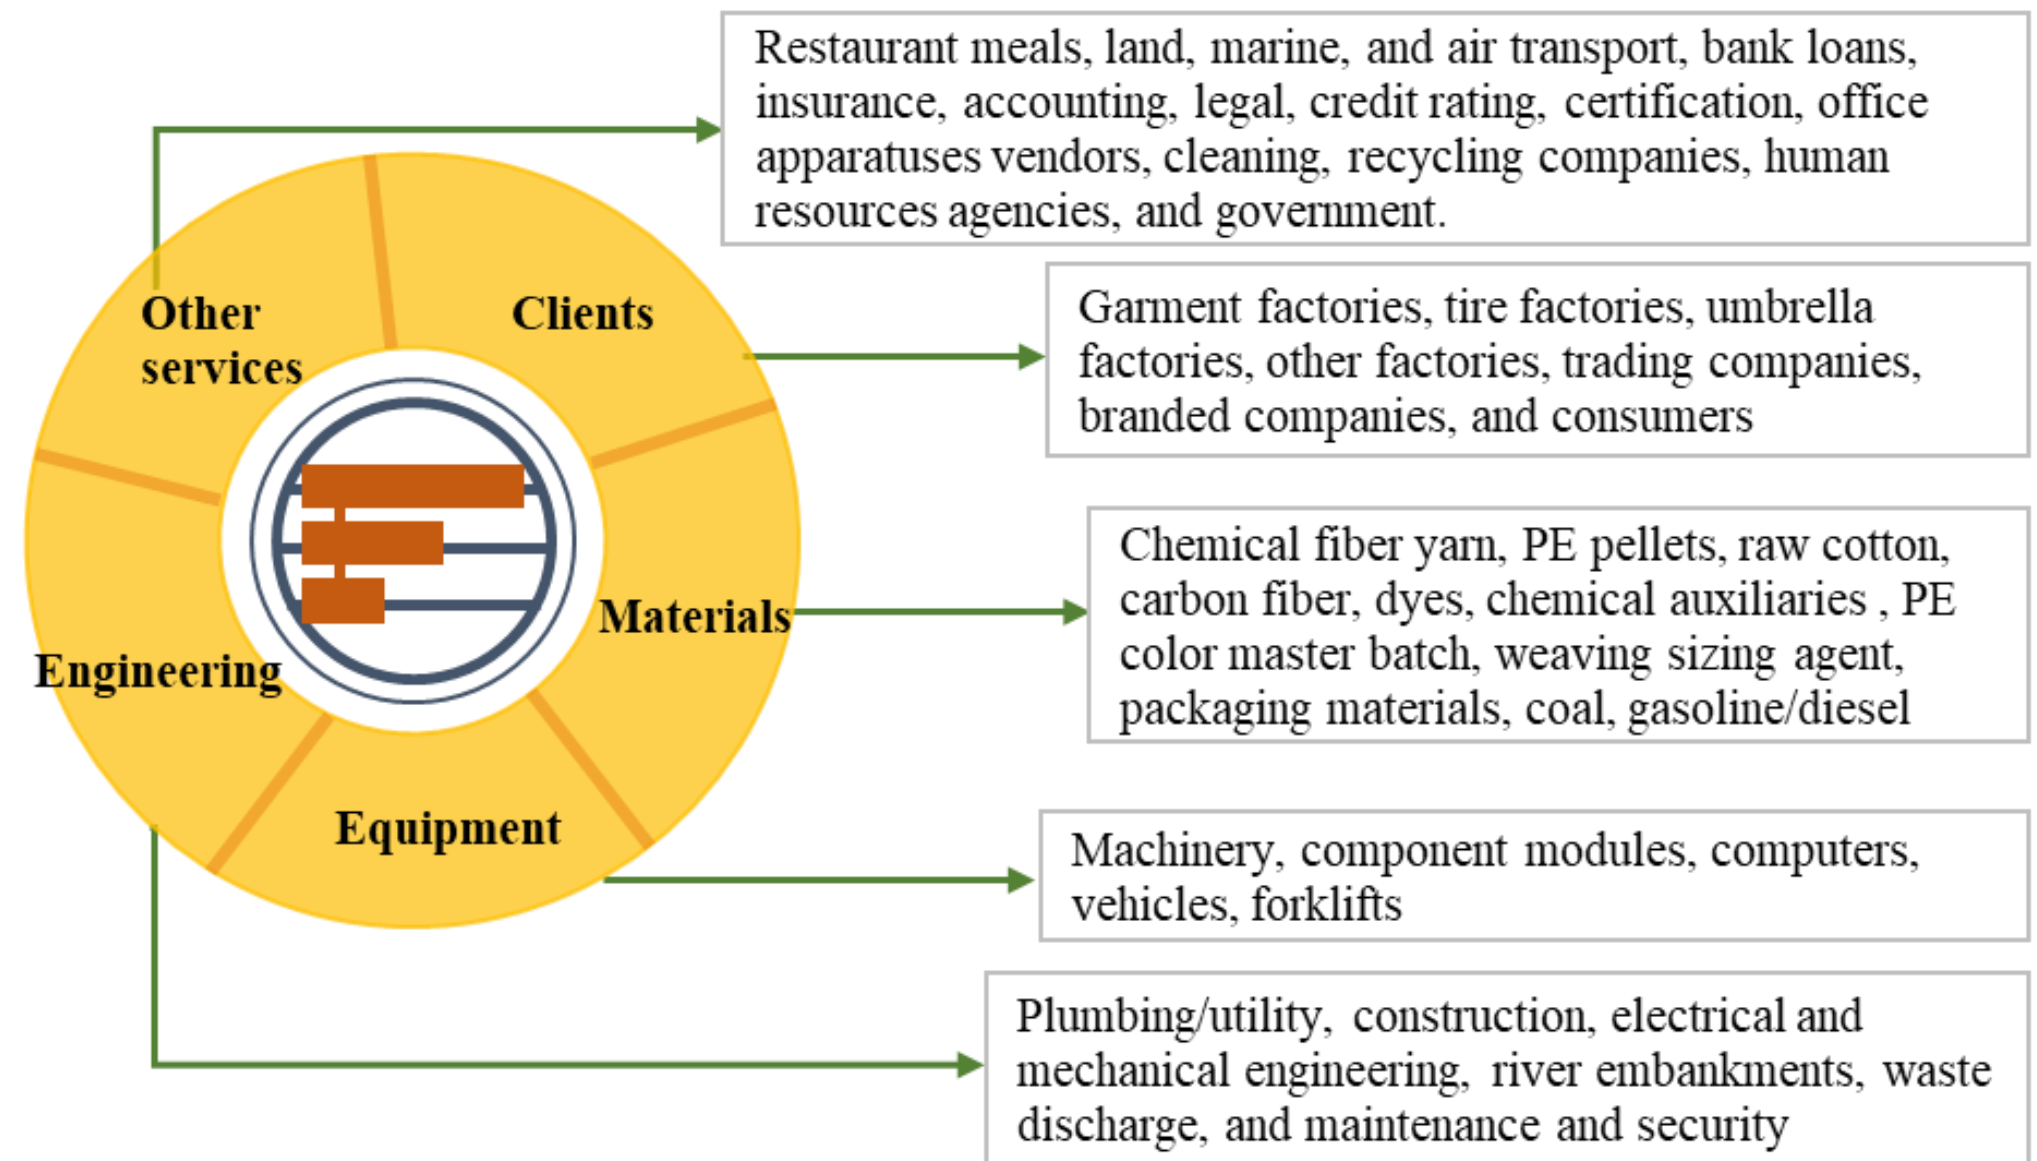 Restaurant meals, land, marine, and air transport, bank loans,
insurance, accounting, legal, credit rating, certification, office
apparatuses vendors, cleaning, recycling companies, human
resources agencies, and government.
Other
services
Clients
Garment factories, tire factories, umbrella
factories, other factories, trading companies,
branded companies, and consumers
Materials
Chemical fiber yarn, PE pellets, raw cotton,
carbon fiber, dyes, chemical auxiliaries , PE
color master batch, weaving sizing agent,
packaging materials, coal, gasoline/diesel
Equipment
Machinery, component modules, computers,
vehicles, forklifts
Engineering
Plumbing/utility, construction, electrical and
mechanical engineering, river embankments, waste
discharge, and maintenance and security